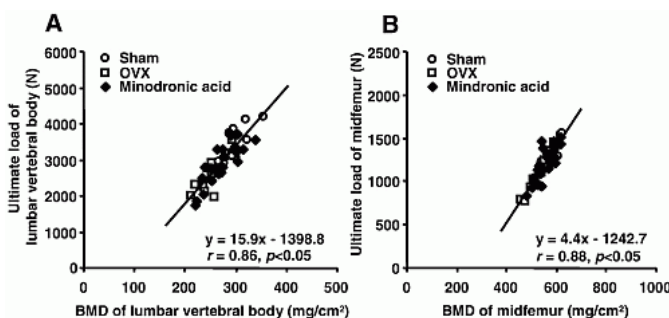 A
Ultimate load of
lumbar vertebral body (N)
6000
5000
4000
3000
2000
1000
0
Sham
OVX
Minodronic acid
y = 15.9x - 1398.8
r = 0.86, p<0.05
0 100 200 300 400 500
BMD of lumbar vertebral body (mg/cm²)
B
Ultimate load of midfemur (N)
2500
2000
1500
1000
500
0
Sham
OVX
Mindronic acid
y = 4.4x - 1242.7
r = 0.88, p<0.05
0 200 400 600 800 1000
BMD of midfemur (mg/cm²)